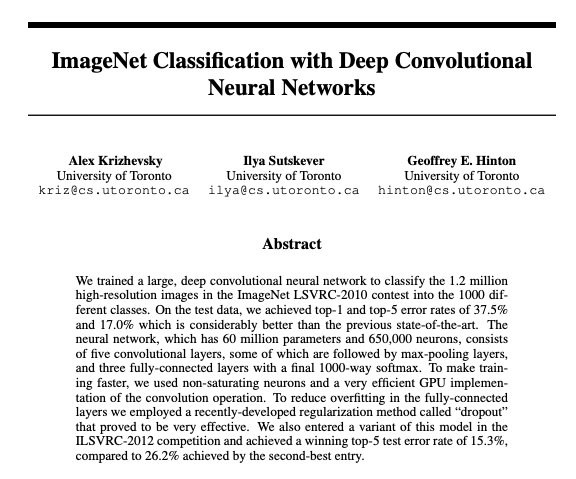 ImageNet Classification with Deep Convolutional
Neural Networks
Alex Krizhevsky
University of Toronto
kriz@cs.utoronto.ca
Ilya Sutskever
University of Toronto
ilya@cs.utoronto.ca
Geoffrey E. Hinton
University of Toronto
hinton@cs.utoronto.ca
Abstract
We trained a large, deep convolutional neural network to classify the 1.2 million
high-resolution images in the ImageNet LSVRC-2010 contest into the 1000 dif-
ferent classes. On the test data, we achieved top-1 and top-5 error rates of 37.5%
and 17.0% which is considerably better than the previous state-of-the-art. The
neural network, which has 60 million parameters and 650,000 neurons, consists
of five convolutional layers, some of which are followed by max-pooling layers,
and three fully-connected layers with a final 1000-way softmax. To make train-
ing faster, we used non-saturating neurons and a very efficient GPU implemen-
tation of the convolution operation. To reduce overfitting in the fully-connected
layers we employed a recently-developed regularization method called “dropout”
that proved to be very effective. We also entered a variant of this model in the
ILSVRC-2012 competition and achieved a winning top-5 test error rate of 15.3%,
compared to 26.2% achieved by the second-best entry.